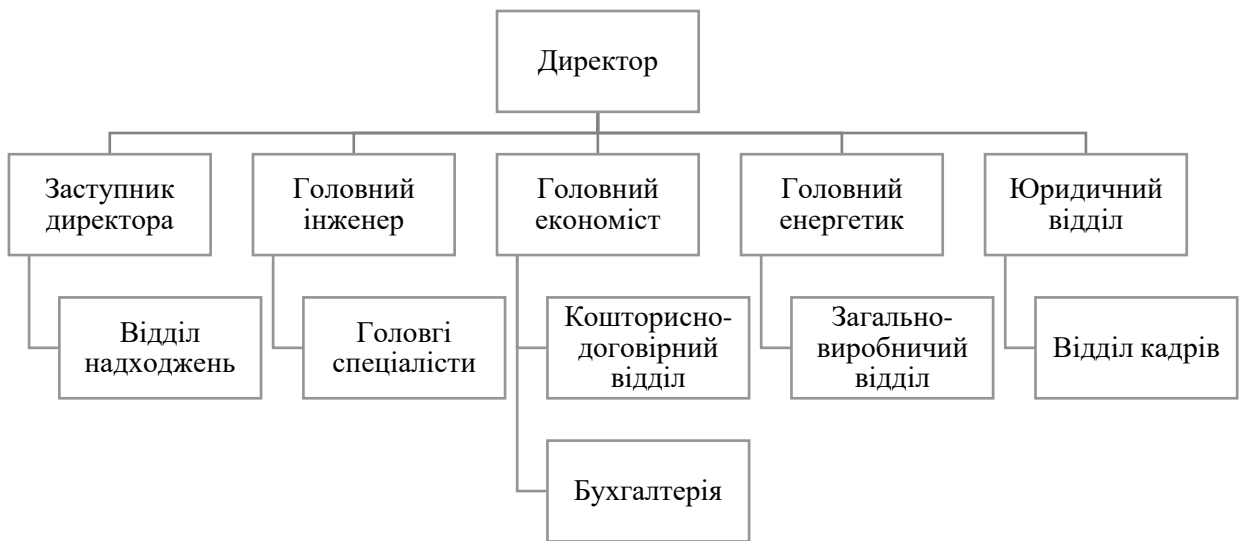 Директор
Заступник
директора
Головний
інженер
Головний
економіст
Головний
енергетик
Юридичний
відділ
Відділ
надходжень
Головгі
спеціалісти
Кошторисно-
договірний
відділ
Загально-
виробничий
відділ
Відділ кадрів
Бухгалтерія